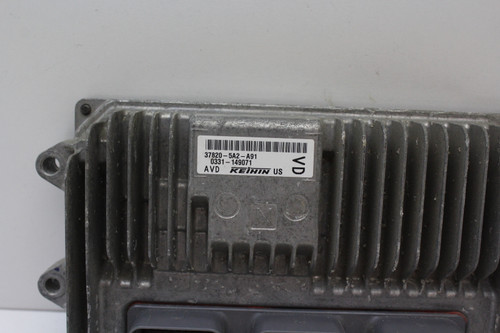 37820-5A2-A91
0331-149071
AVD KEIHIN US
VD